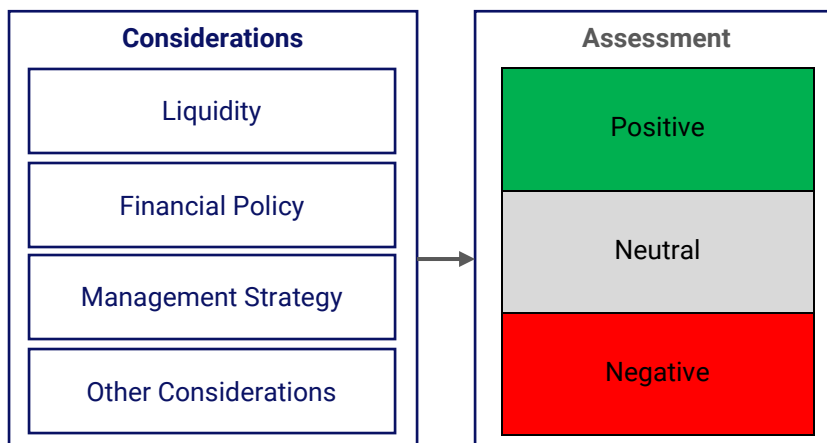 Considerations
Liquidity
Financial Policy
Management Strategy
Other Considerations
Assessment
Positive
Neutral
Negative